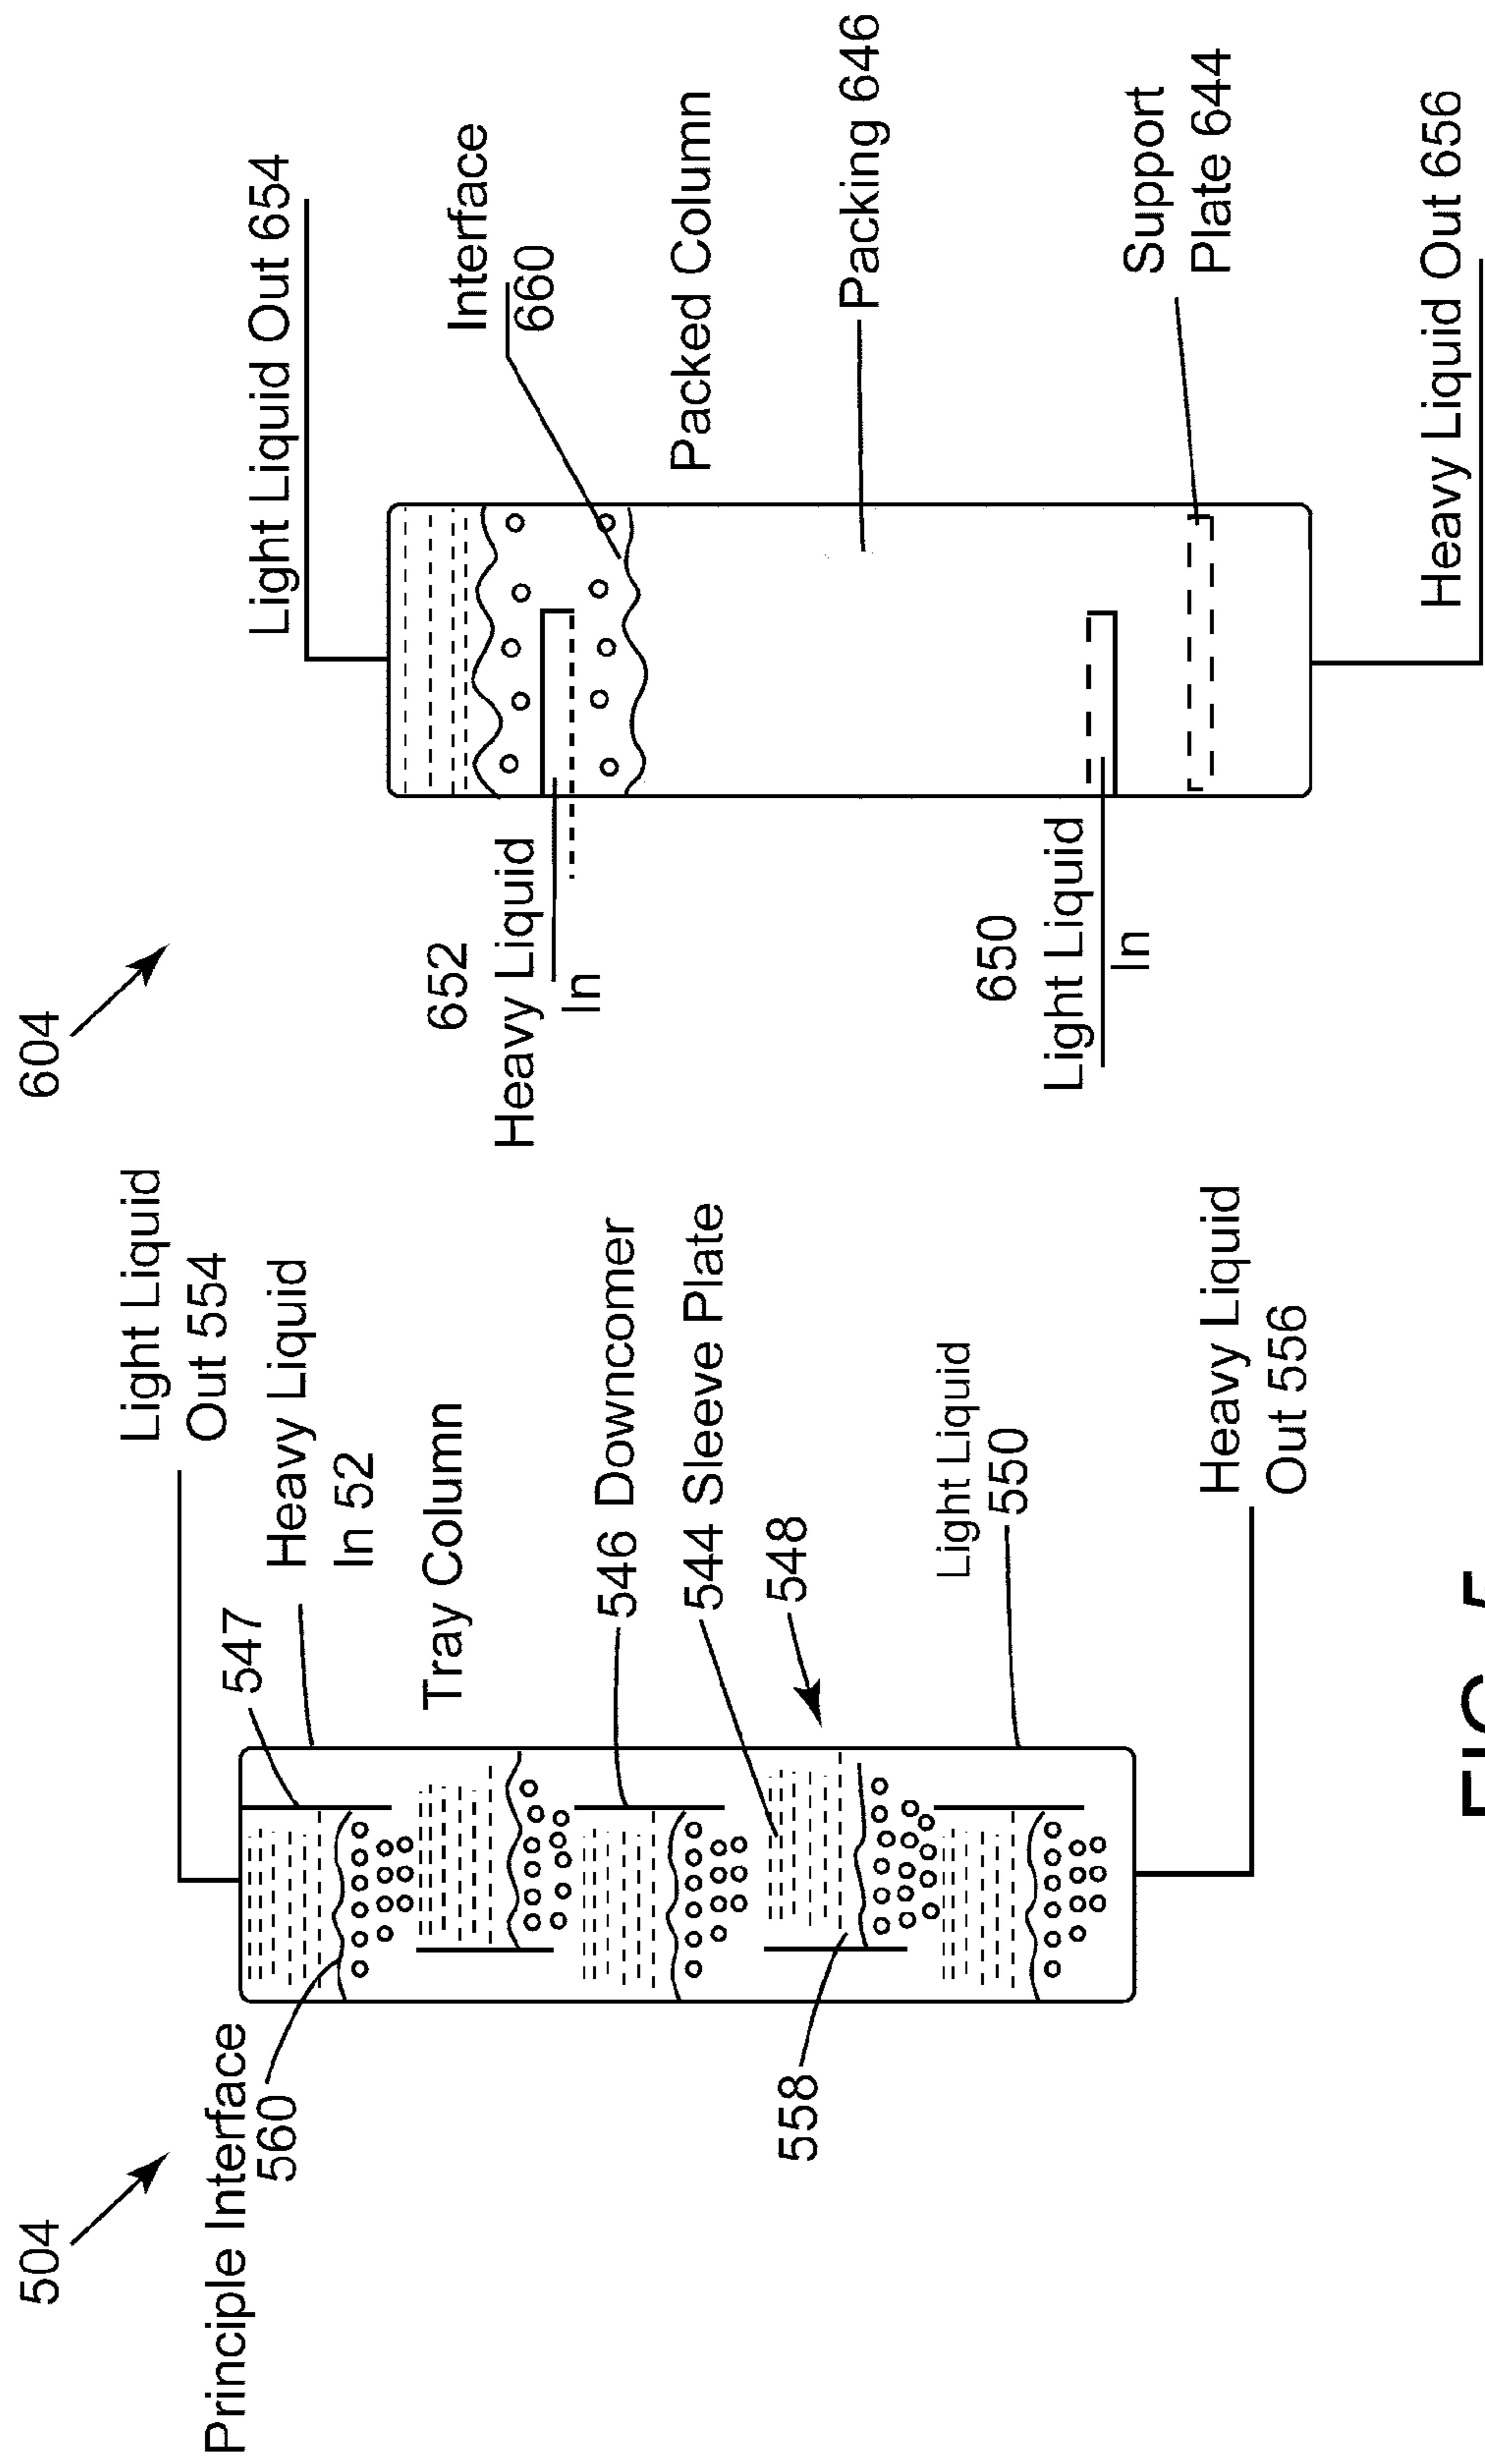 504
Principle Interface
560
558
Light Liquid
Out 554
547
Heavy Liquid
In 52
Tray Column
546 Downcomer
544 Sleeve Plate
548
Light Liquid
550
Heavy Liquid
Out 556
604
652
Heavy Liquid
In
650
Light Liquid
In
Light Liquid Out 654
Interface
660
Packed Column
Packing 646
Support
Plate 644
Heavy Liquid Out 656